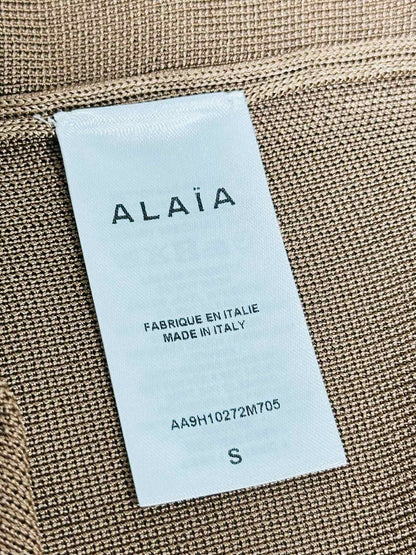 ALAÏA
FABRIQUE EN ITALIE
MADE IN ITALY
AA9H10272M705
S